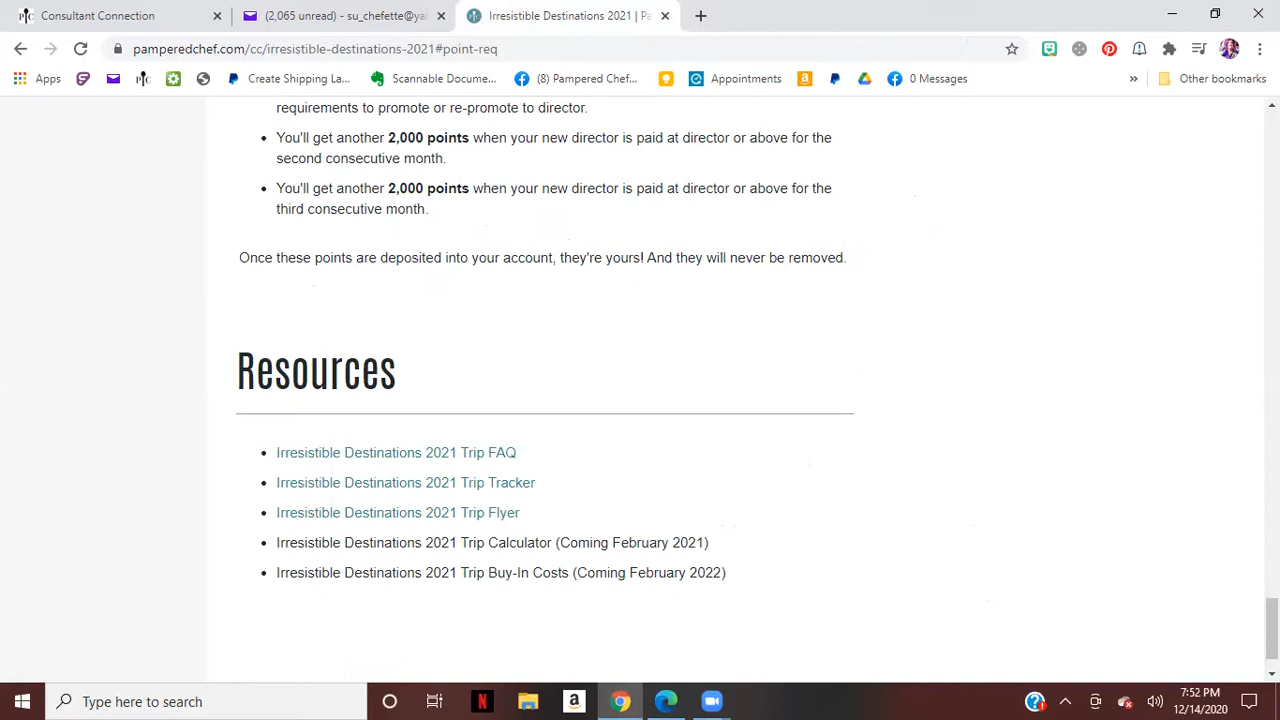 Consultant Connection
(2,065 unread) - su_chefette@ya
Irresistible Destinations 2021 | Pa
pamperedchef.com/cc/irresistible-destinations-2021#point-req
Apps
Create Shipping La...
Scannable Docume...
(8) Pampered Chef...
Appointments
0 Messages
Other bookmarks
requirements to promote or re-promote to director.
• You'll get another 2,000 points when your new director is paid at director or above for the
second consecutive month.
• You'll get another 2,000 points when your new director is paid at director or above for the
third consecutive month.
Once these points are deposited into your account, they're yours! And they will never be removed.
Resources
• Irresistible Destinations 2021 Trip FAQ
• Irresistible Destinations 2021 Trip Tracker
• Irresistible Destinations 2021 Trip Flyer
• Irresistible Destinations 2021 Trip Calculator (Coming February 2021)
• Irresistible Destinations 2021 Trip Buy-In Costs (Coming February 2022)
Type here to search
7:52 PM
12/14/2020